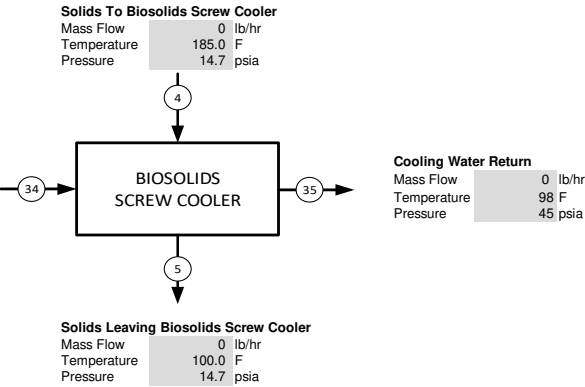 Solids To Biosolids Screw Cooler
Mass Flow 0 lb/hr
Temperature 185.0 F
Pressure 14.7 psia
4
34
BIOSOLIDS
SCREW COOLER
35
Cooling Water Return
Mass Flow 0 lb/hr
Temperature 98 F
Pressure 45 psia
5
Solids Leaving Biosolids Screw Cooler
Mass Flow 0 lb/hr
Temperature 100.0 F
Pressure 14.7 psia